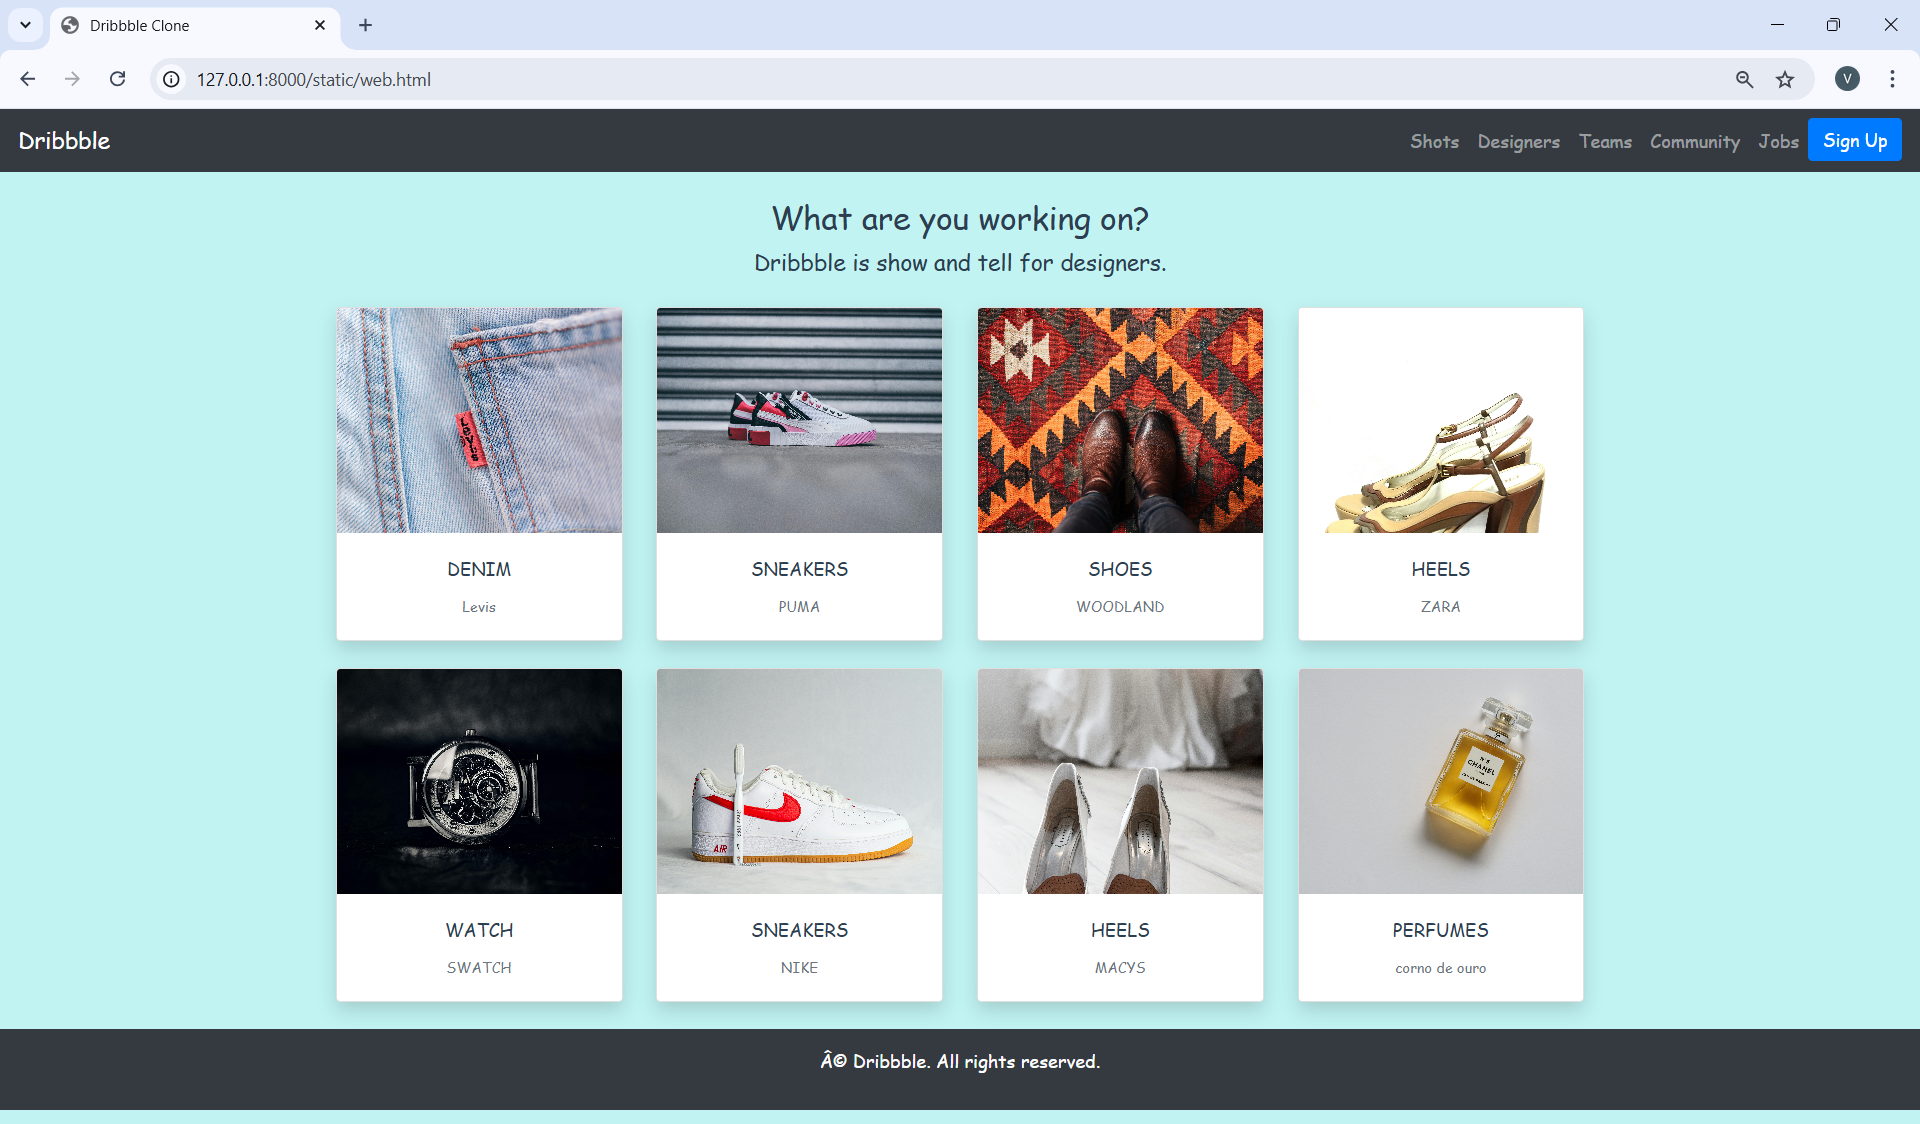 Dribbble Clone
127.0.0.1:8000/static/web.html
V
Dribbble
Shots Designers Teams Community Jobs Sign Up
What are you working on?
Dribbble is show and tell for designers.
Levi's
DENIM
Levis
SNEAKERS
PUMA
SHOES
WOODLAND
HEELS
ZARA
AIR
N°5
CHANEL
WATCH
SWATCH
SNEAKERS
NIKE
HEELS
MACYS
PERFUMES
corno de ouro
Â© Dribbble. All rights reserved.